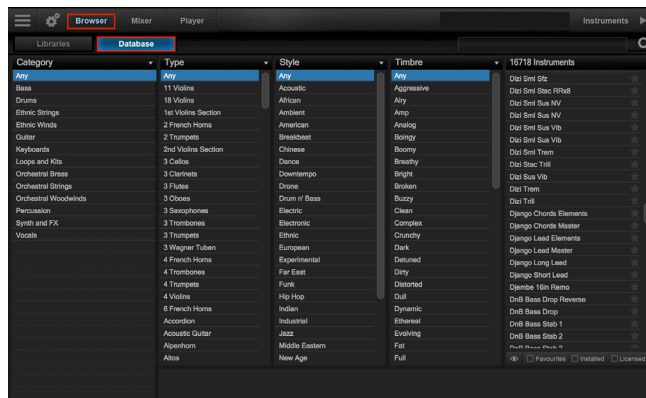 Browser Mixer Player Instruments
Libraries Database
Category Type Style Timbre 16718 Instruments
Any Any Any Any Dizi Sml Sfz
Bass 11 Violins Acoustic Aggressive Dizi Sml Stac RRx8
Drums 18 Violins African Airy Dizi Sml Sus NV
Ethnic Strings 1st Violins Section Ambient Amp Dizi Sml Sus NV
Ethnic Winds 2 French Horns American Analog Dizi Sml Sus Vib
Guitar 2 Trumpets Breakbeat Boingy Dizi Sml Sus Vib
Keyboards 2nd Violins Section Chinese Boomy Dizi Sml Trem
Loops and Kits 3 Cellos Dance Breathy Dizi Stac Trill
Orchestral Brass 3 Clarinets Downtempo Bright Dizi Sus Vib
Orchestral Strings 3 Flutes Drone Broken Dizi Trem
Orchestral Woodwinds 3 Oboes Drum n' Bass Buzzy Dizi Trill
Percussion 3 Saxophones Electric Clean Django Chords Elements
Synth and FX 3 Trombones Electronic Complex Django Chords Master
Vocals 3 Trumpets Ethnic Crunchy Django Lead Elements
3 Wagner Tuben European Dark Django Lead Master
4 French Horns Experimental Detuned Django Long Lead
4 Trombones Far East Dirty Django Short Lead
4 Trumpets Funk Distorted Djembe 16in Remo
4 Violins Hip Hop Dull DnB Bass Drop Reverse
6 French Horns Indian Dynamic DnB Bass Drop
Accordion Industrial Ethereal DnB Bass Stab 1
Acoustic Guitar Jazz Evolving DnB Bass Stab 2
Alpenhorn Middle Eastern Fat DnB Bass Stab 3
Altos New Age Full Favourites Installed Licensed